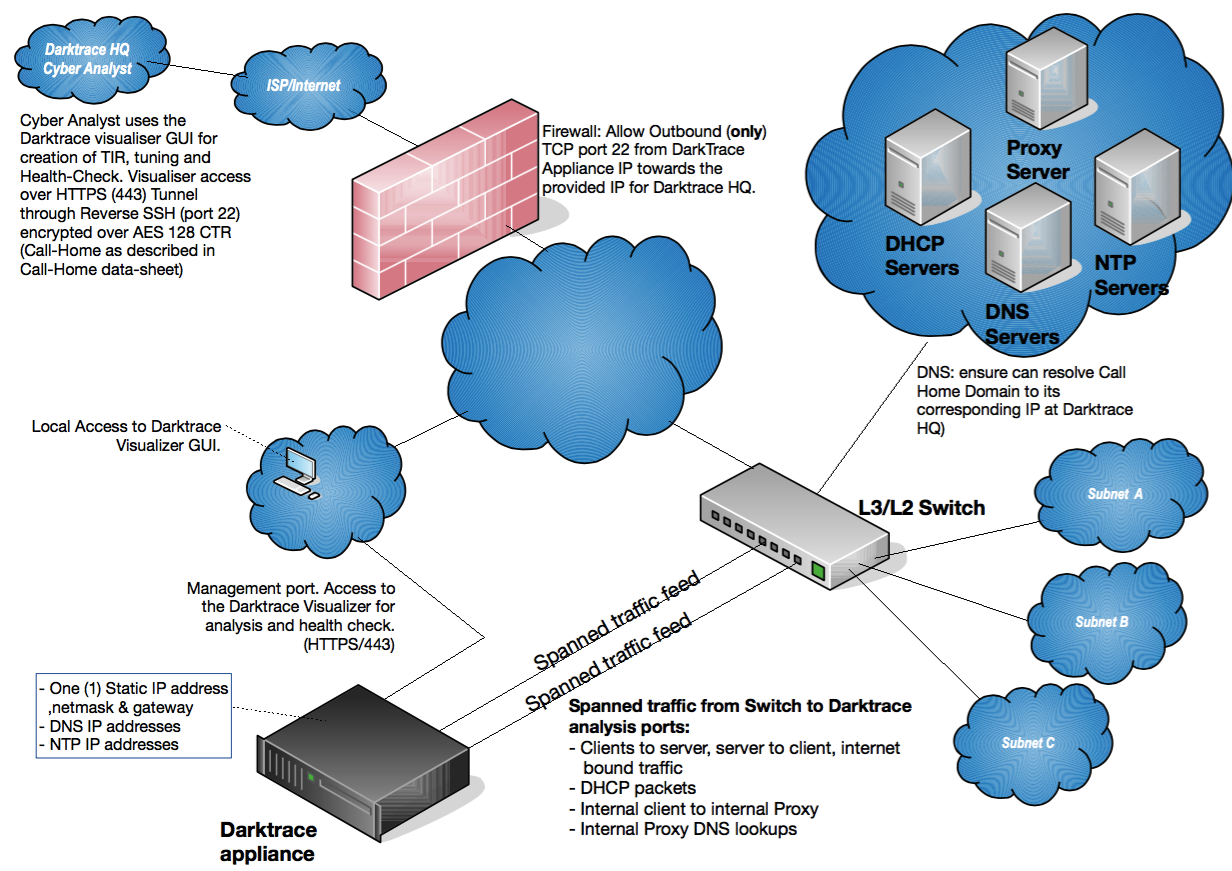 Darktrace HQ
Cyber Analyst
ISP/Internet
Cyber Analyst uses the
Darktrace visualiser GUI for
creation of TIR, tuning and
Health-Check. Visualiser access
over HTTPS (443) Tunnel
through Reverse SSH (port 22)
encrypted over AES 128 CTR
(Call-Home as described in
Call-Home data-sheet)
Firewall: Allow Outbound (only)
TCP port 22 from DarkTrace
Appliance IP towards the
provided IP for Darktrace HQ.
Proxy
Server
DHCP
Servers
NTP
Servers
DNS
Servers
DNS: ensure can resolve Call
Home Domain to its
corresponding IP at Darktrace
HQ)
Local Access to Darktrace
Visualizer GUI.
L3/L2 Switch
Subnet A
Subnet B
Subnet C
Management port. Access to
the Darktrace Visualizer for
analysis and health check.
(HTTPS/443)
Spanned traffic feed
Spanned traffic feed
- One (1) Static IP address
,netmask & gateway
- DNS IP addresses
- NTP IP addresses
Spanned traffic from Switch to Darktrace
analysis ports:
- Clients to server, server to client, internet
bound traffic
- DHCP packets
- Internal client to internal Proxy
- Internal Proxy DNS lookups
Darktrace
appliance